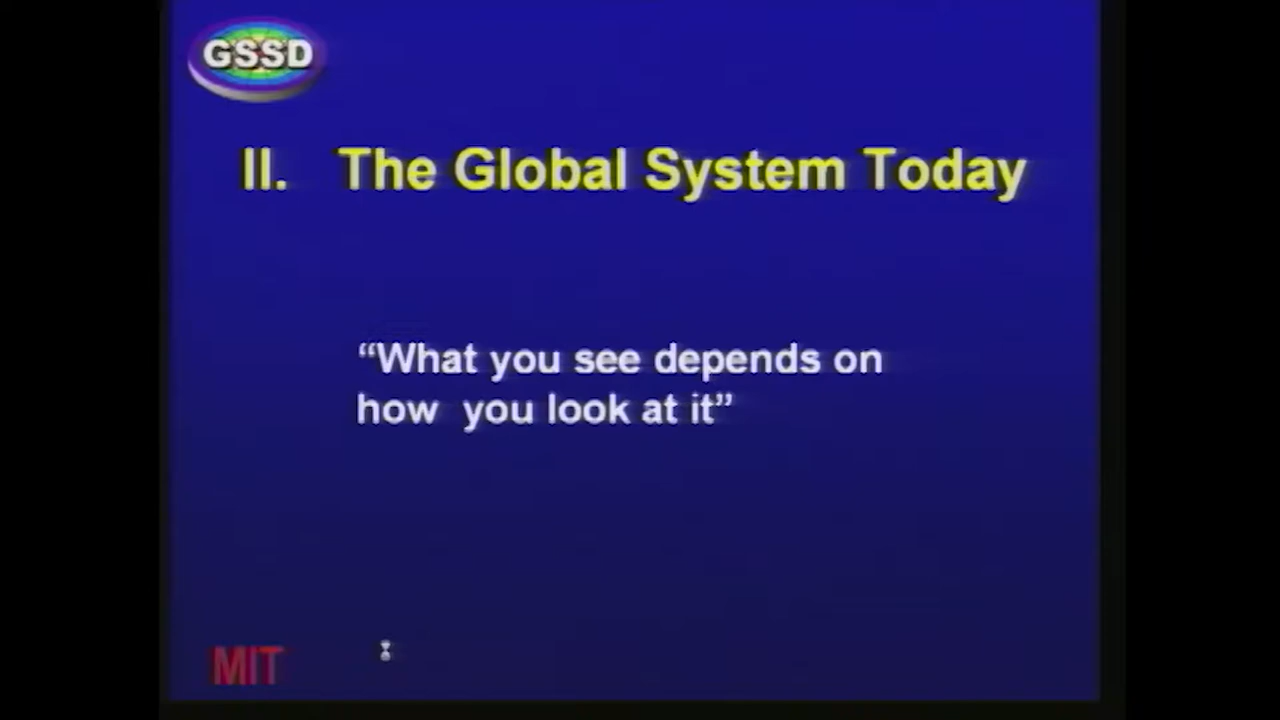 GSSD
II. The Global System Today
“What you see depends on
how you look at it”
MIT